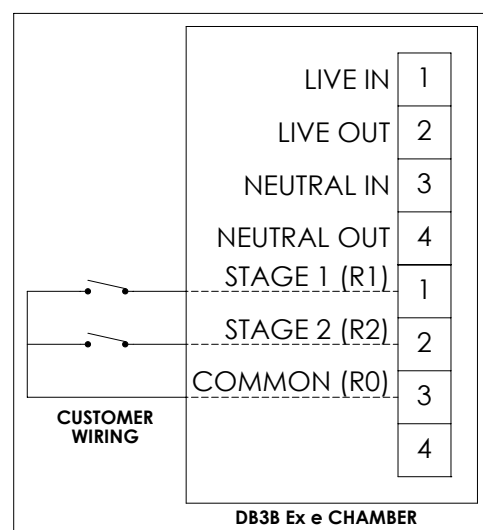 LIVE IN 1
LIVE OUT 2
NEUTRAL IN 3
NEUTRAL OUT 4
STAGE 1 (R1) 1
STAGE 2 (R2) 2
COMMON (R0) 3
4
CUSTOMER
WIRING
DB3B Ex e CHAMBER